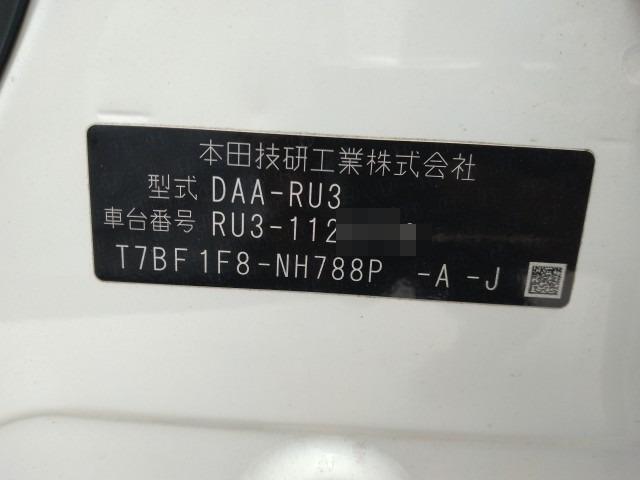 本田技研工業株式会社
型式 DAA-RU3
車台番号 RU3-112
T7BF1F8-NH788P -A -J